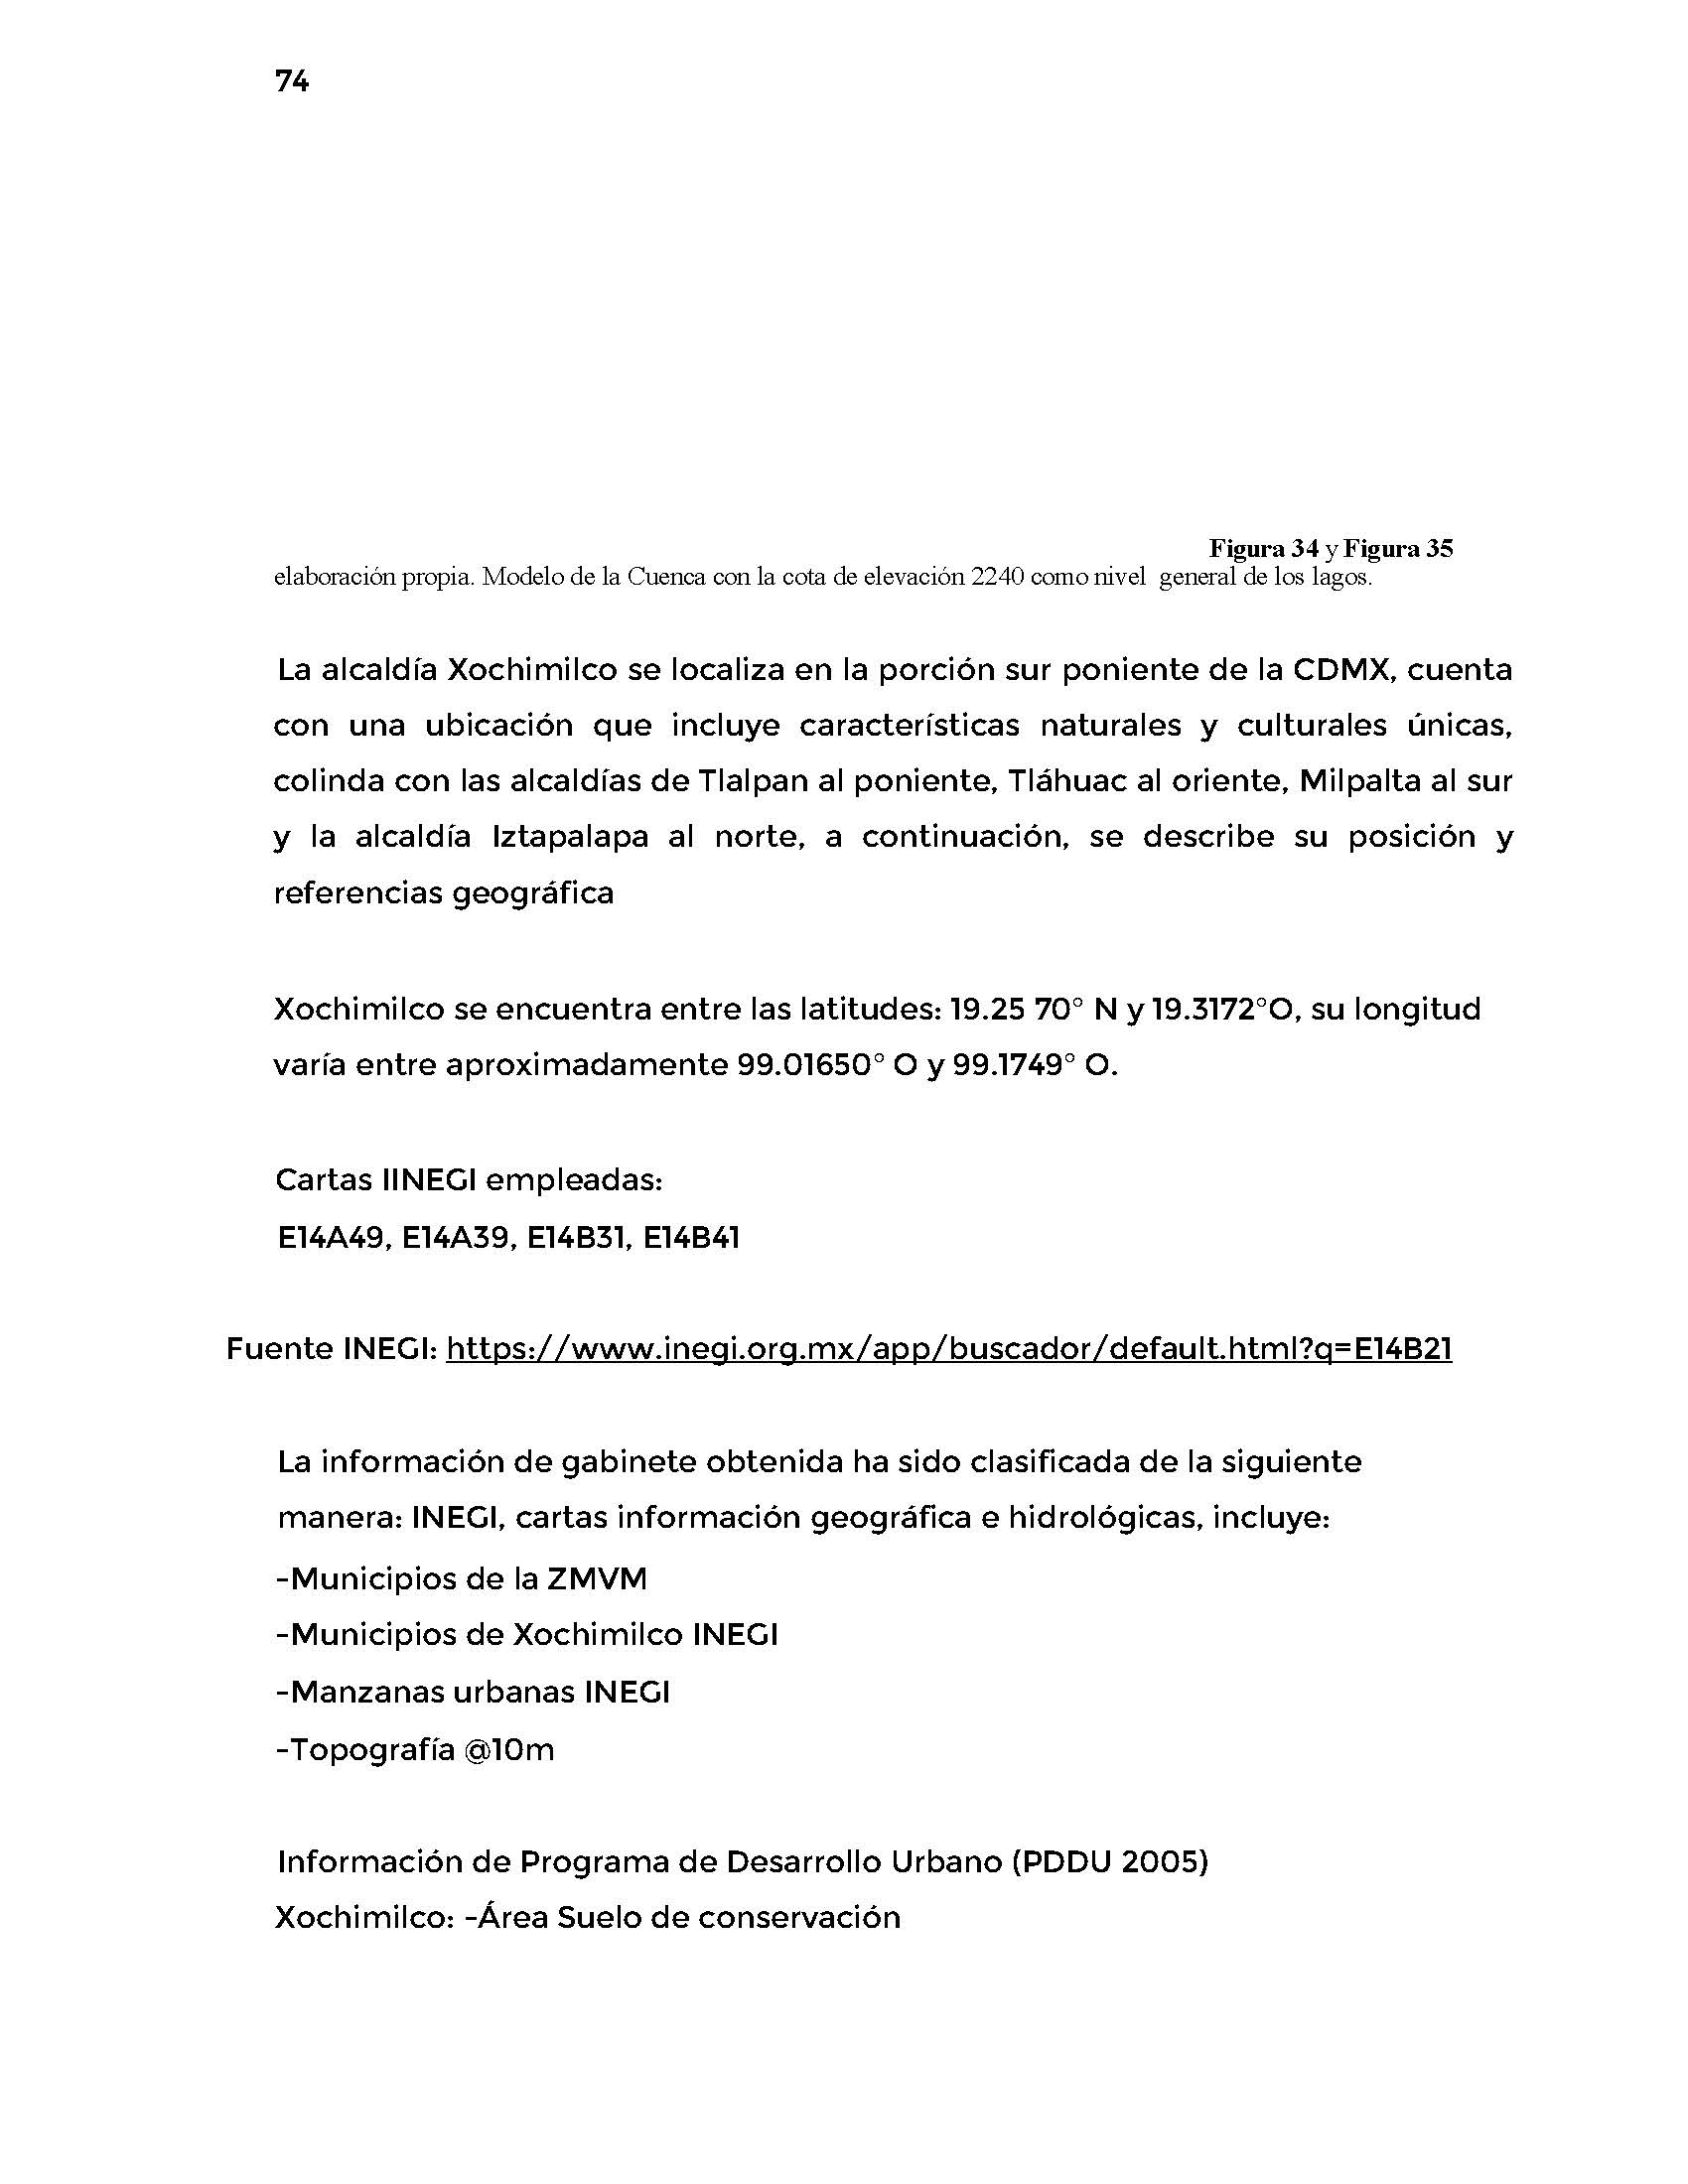 74
Figura 34 y Figura 35
elaboración propia. Modelo de la Cuenca con la cota de elevación 2240 como nivel  general de los lagos.
La alcaldía Xochimilco se localiza en la porción sur poniente de la CDMX, cuenta
con una ubicación que incluye características naturales y culturales únicas,
colinda con las alcaldías de Tlalpan al poniente, Tláhuac al oriente, Milpalta al sur
y la alcaldía Iztapalapa al norte, a continuación, se describe su posición y
referencias geográfica
Xochimilco se encuentra entre las latitudes: 19.25 70° N y 19.3172°O, su longitud
varía entre aproximadamente 99.01650° O y 99.1749° O.
Cartas IINEGI empleadas:
E14A49, E14A39, E14B31, E14B41
Fuente INEGI: https://www.inegi.org.mx/app/buscador/default.html?q=E14B21
La información de gabinete obtenida ha sido clasificada de la siguiente
manera: INEGI, cartas información geográfica e hidrológicas, incluye:
-Municipios de la ZMVM
-Municipios de Xochimilco INEGI
-Manzanas urbanas INEGI
-Topografía @10m
Información de Programa de Desarrollo Urbano (PDDU 2005)
Xochimilco: -Área Suelo de conservación